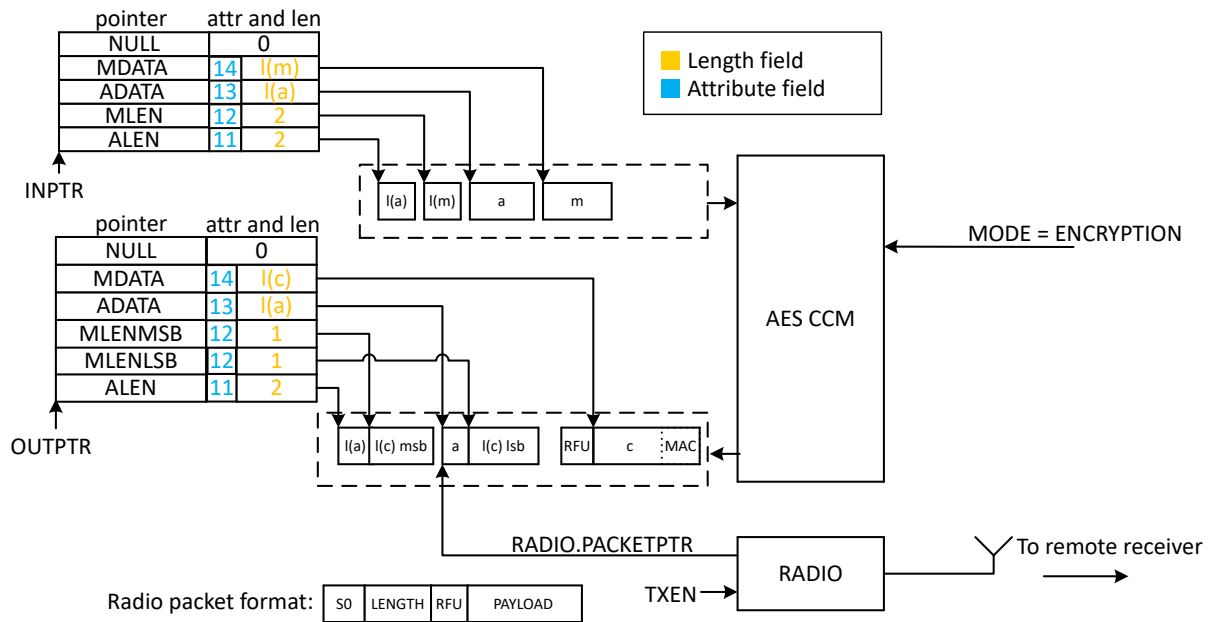 pointer attr and len
NULL 0
MDATA 14 l(m)
ADATA 13 l(a)
MLEN 12 2
ALEN 11 2
INPTR
Length field
Attribute field
l(a) l(m) a m
MODE = ENCRYPTION
AES CCM
pointer attr and len
NULL 0
MDATA 14 l(c)
ADATA 13 l(a)
MLENMSB 12 1
MLENLSB 12 1
ALEN 11 2
OUTPTR
l(a) l(c) msb a l(c) lsb RFU c MAC
RADIO.PACKETPTR
RADIO
To remote receiver
TXEN
Radio packet format: S0 LENGTH RFU PAYLOAD